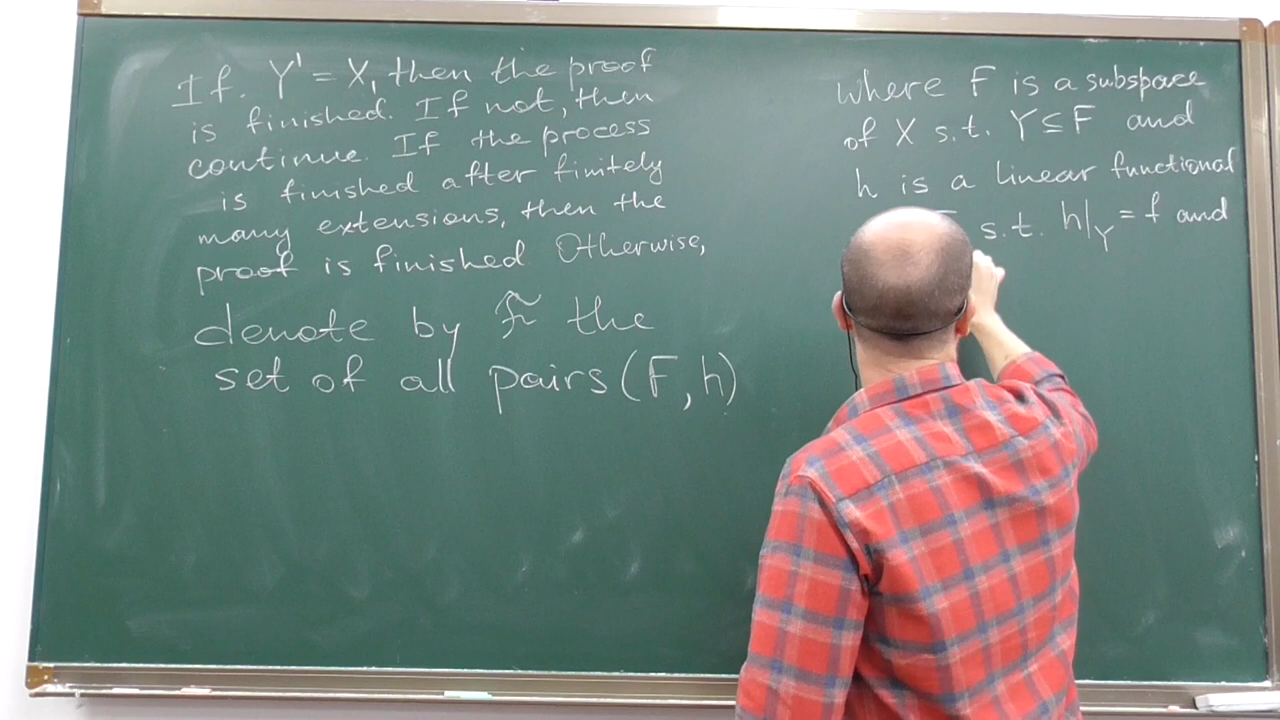 If. Y' = X, then the proof
is finished. If not, then
continue. If the process
is finished after finitely
many extensions, then the
proof is finished Otherwise,
denote by the
set of all pairs (F, h)
where F is a subspace
of X s.t. Y ⊆ F and
h is a linear functional
s.t. h|_Y = f and